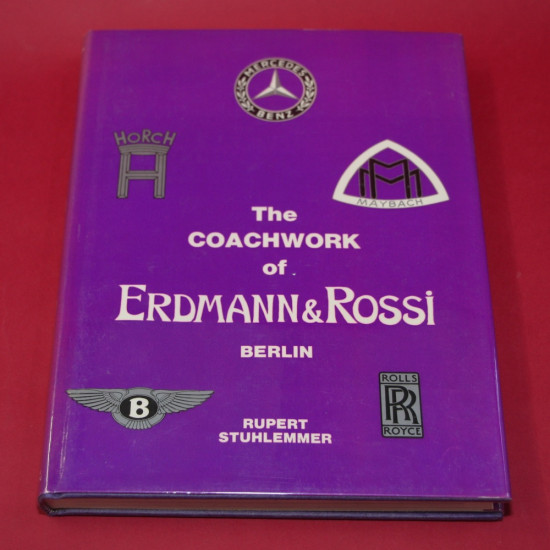 MERCEDES
BENZ
HORCH
MAYBACH
The
COACHWORK
of
ERDMANN & ROSSi
BERLIN
B
ROLLS
RR
ROYCE
RUPERT
STUHLEMMER